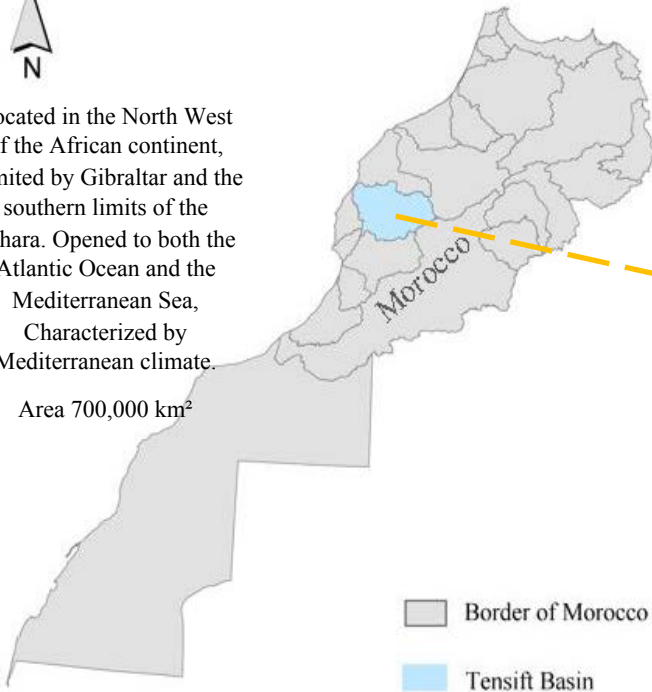 N
ocated in the North West
f the African continent,
mited by Gibraltar and the
southern limits of the
hara. Opened to both the
Atlantic Ocean and the
Mediterranean Sea,
Characterized by
Mediterranean climate.
Area 700,000 km²
Morocco
Border of Morocco
Tensift Basin